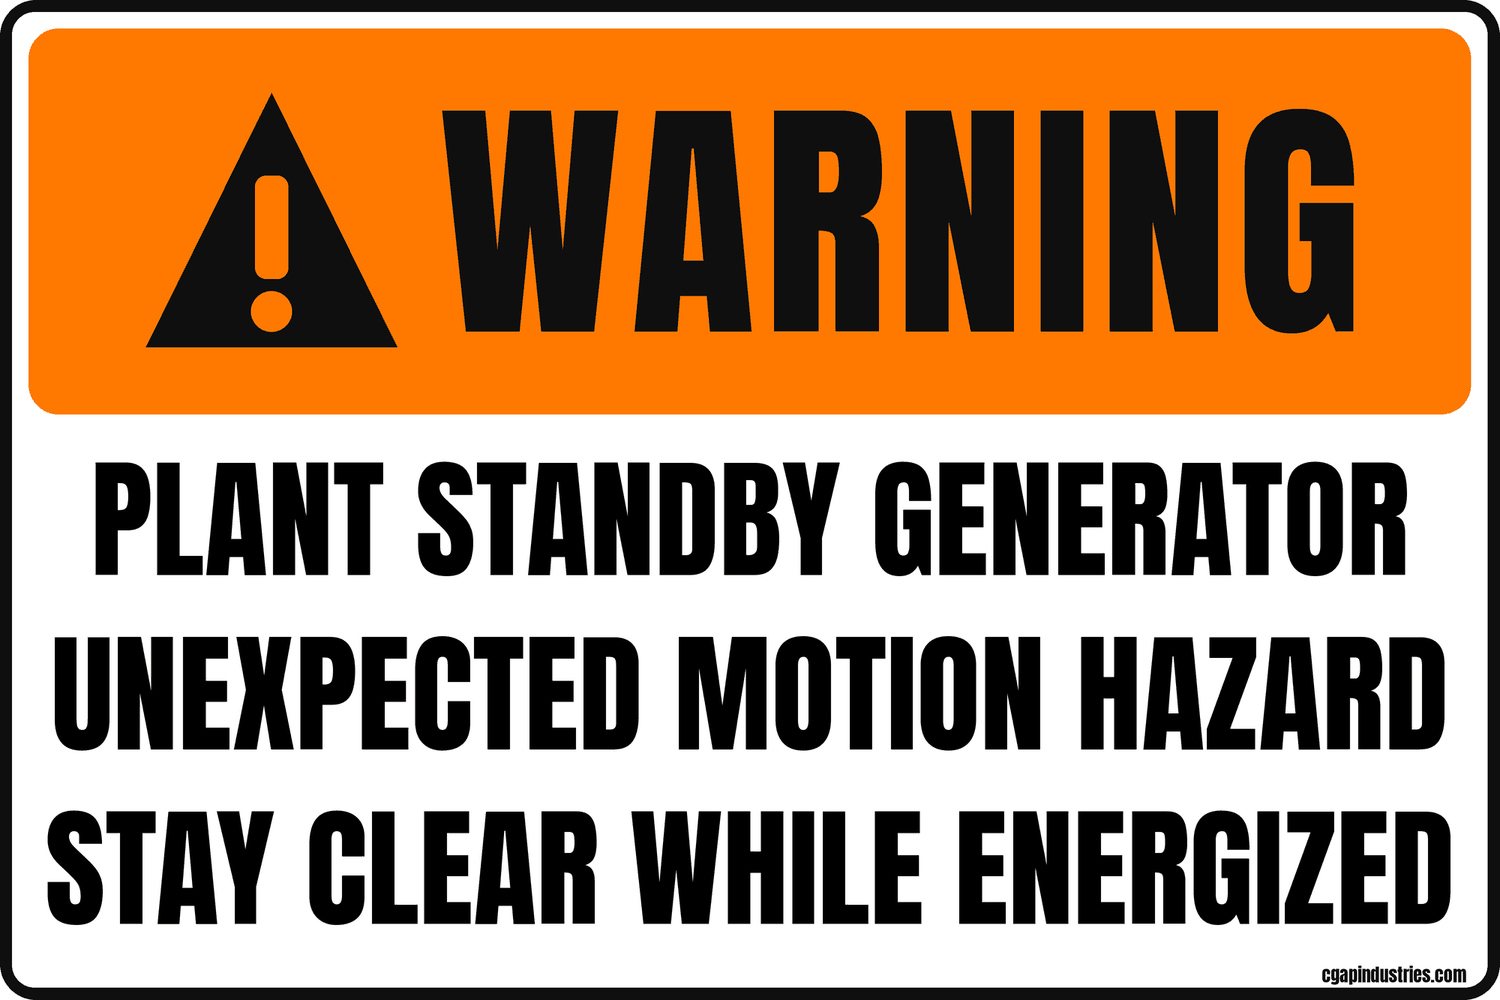 WARNING
PLANT STANDBY GENERATOR
UNEXPECTED MOTION HAZARD
STAY CLEAR WHILE ENERGIZED
cgapindustries.com